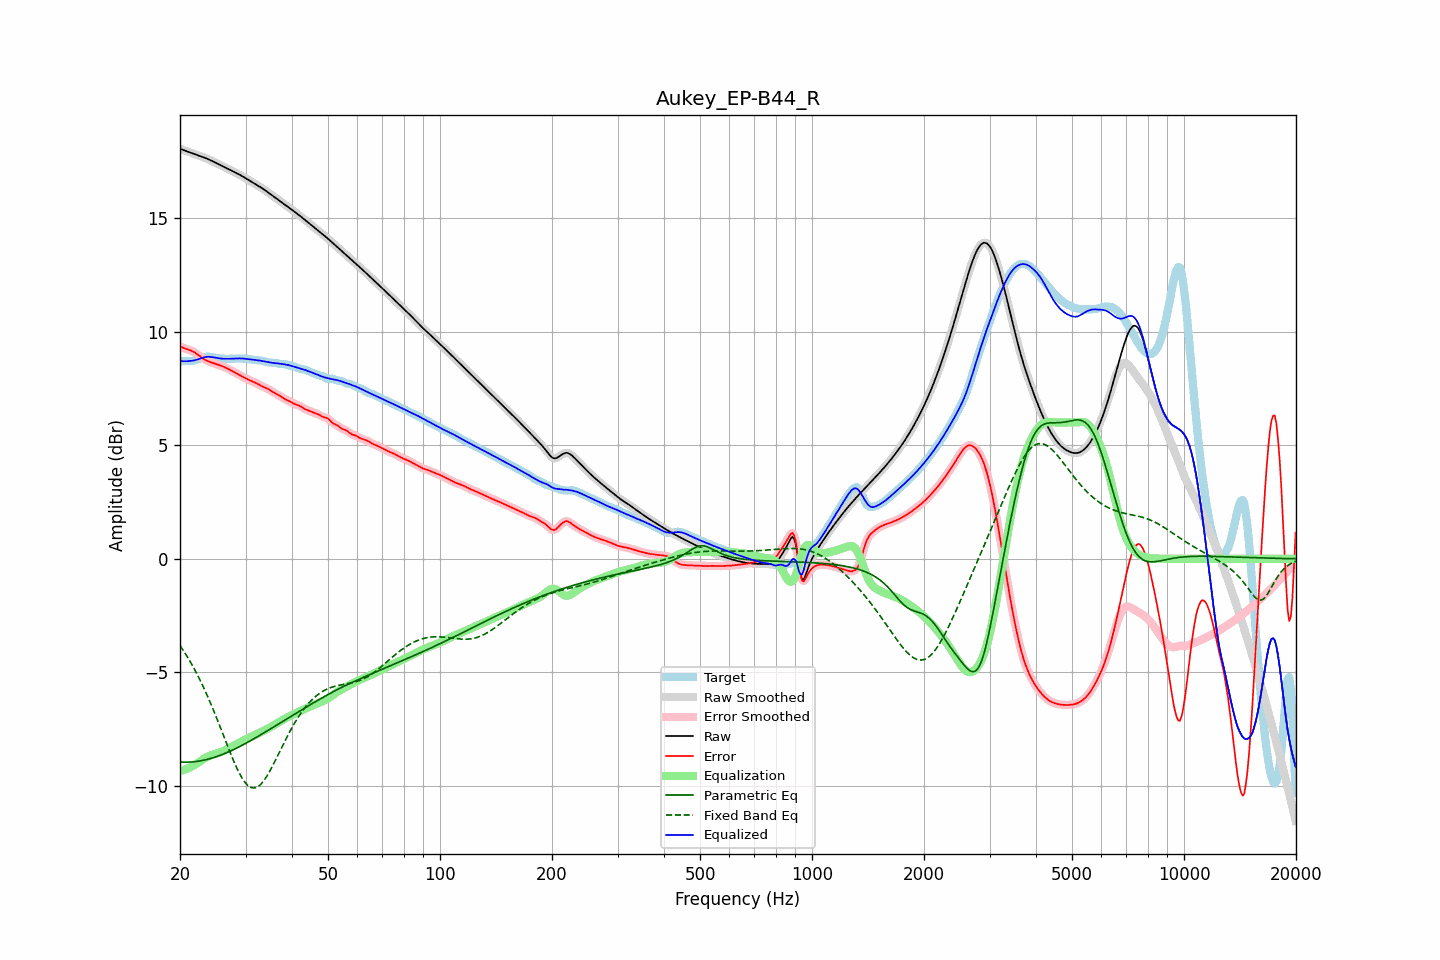 Aukey_EP-B44_R
Amplitude (dBr)
15
10
5
0
−5
−10
Target
Raw Smoothed
Error Smoothed
Raw
Error
Equalization
Parametric Eq
Fixed Band Eq
Equalized
20
50
100
200
500
1000
2000
5000
10000
20000
Frequency (Hz)